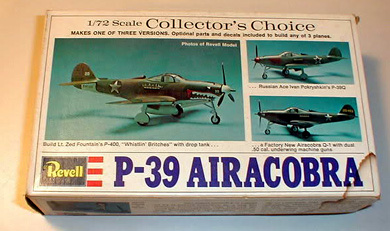 1/72 Scale Collector's Choice
MAKES ONE OF THREE VERSIONS. Optional parts and decals included to build any of 3 planes.
Photos of Revell Model
. . . Russian Ace Ivan Pokryshkin's P-39Q
Build Lt. Zed Fountain's P-400, "Whistlin' Britches" with drop tank . . .
. . . a Factory New Airacobra Q-1 with dual
.50 cal. underwing machine guns
Revell
P-39 AIRACOBRA